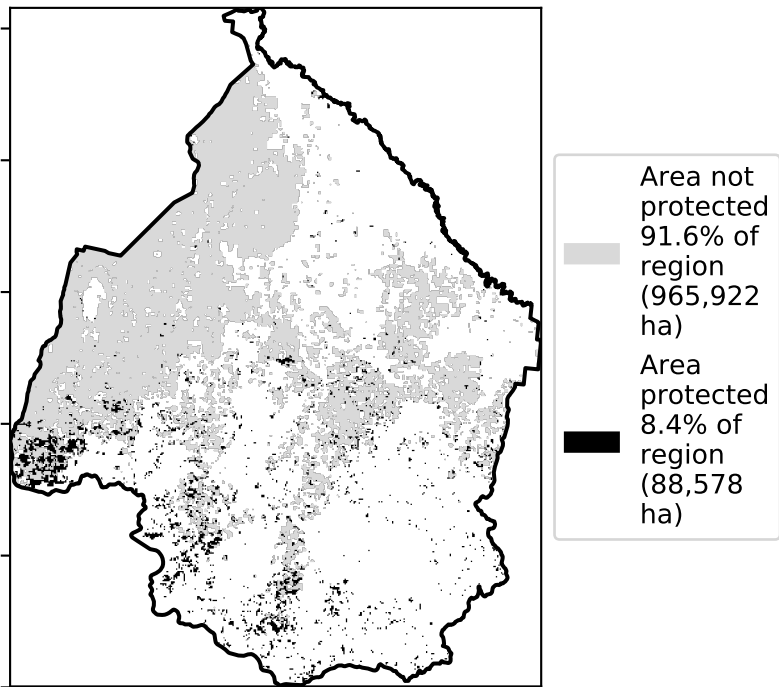 Area not
protected
91.6% of
region
(965,922
ha)
Area
protected
8.4% of
region
(88,578
ha)